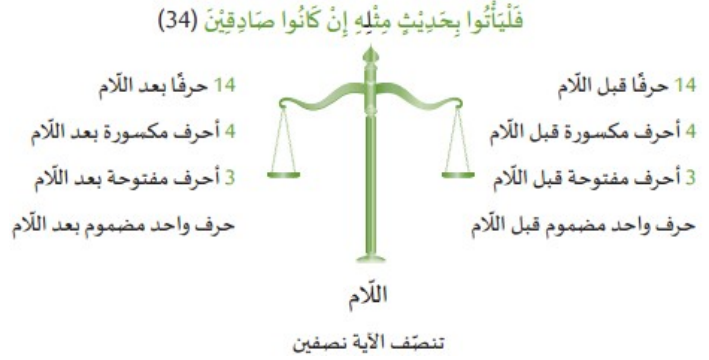 فَلْيَأْتُوا بِحَدِيْثٍ مِثْلِهِ إِنْ كَانُوا صَادِقِيْنَ (34)
14 حرفًا قبل اللّام
4 أحرف مكسورة قبل اللّام
3 أحرف مفتوحة قبل اللّام
حرف واحد مضموم قبل اللّام
14 حرفًا بعد اللّام
4 أحرف مكسورة بعد اللّام
3 أحرف مفتوحة بعد اللّام
حرف واحد مضموم بعد اللّام
اللّام
تنصّف الآية نصفين